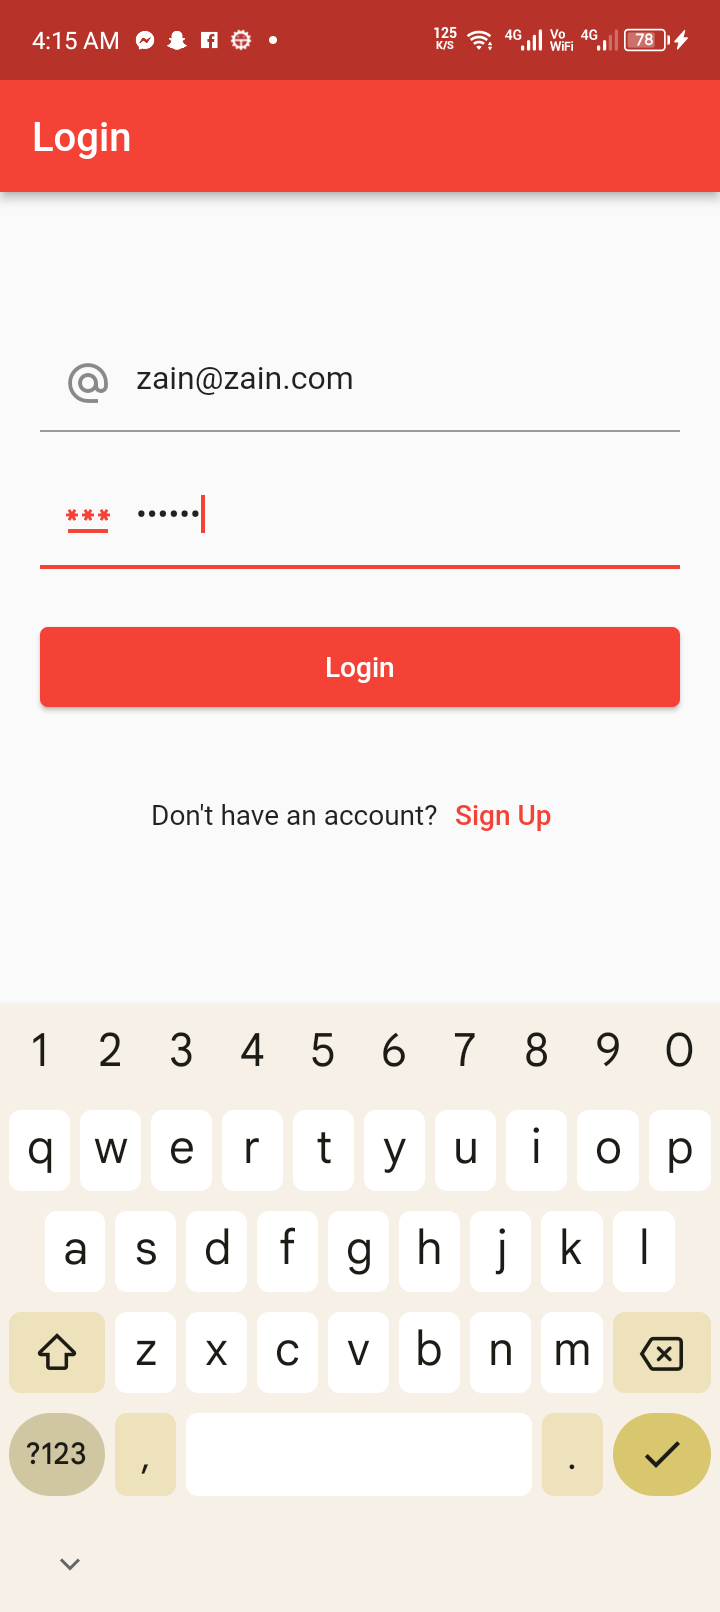 4:15 AM 125 K/S 4G Vo WiFi 4G 78
Login
zain@zain.com
***  ••••••
Login
Don't have an account? Sign Up
1 2 3 4 5 6 7 8 9 0
q w e r t y u i o p
a s d f g h j k l
z x c v b n m
?123 , .